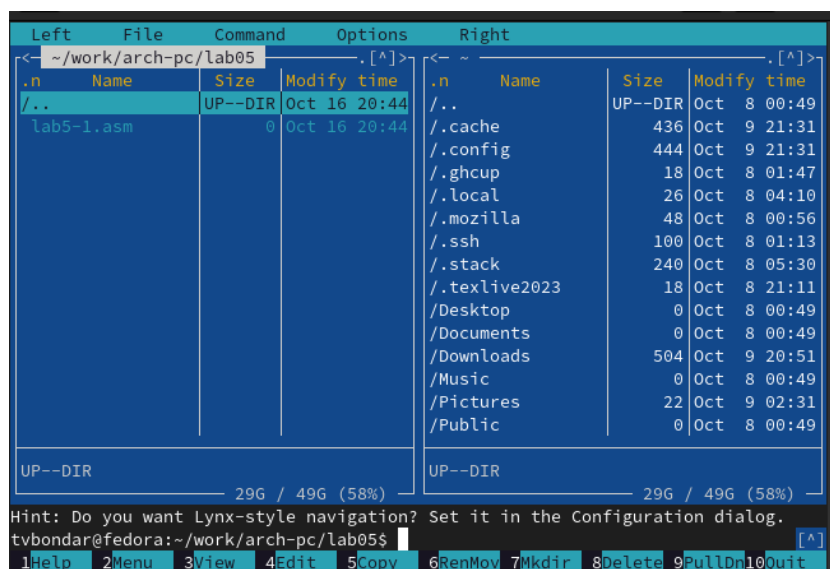 Left File Command Options Right
<- ~/work/arch-pc/lab05 .[^]> <- ~ .[^]>
.n Name Size Modify time .n Name Size Modify time
/.. UP--DIR Oct 16 20:44 /.. UP--DIR Oct 8 00:49
lab5-1.asm 0 Oct 16 20:44 /.cache 436 Oct 9 21:31
/.config 444 Oct 9 21:31
/.ghcup 18 Oct 8 01:47
/.local 26 Oct 8 04:10
/.mozilla 48 Oct 8 00:56
/.ssh 100 Oct 8 01:13
/.stack 240 Oct 8 05:30
/.texlive2023 18 Oct 8 21:11
/Desktop 0 Oct 8 00:49
/Documents 0 Oct 8 00:49
/Downloads 504 Oct 9 20:51
/Music 0 Oct 8 00:49
/Pictures 22 Oct 9 02:31
/Public 0 Oct 8 00:49
UP--DIR UP--DIR
29G / 49G (58%) 29G / 49G (58%)
Hint: Do you want Lynx-style navigation? Set it in the Configuration dialog.
tvbondar@fedora:~/work/arch-pc/lab05$ [^]
1Help 2Menu 3View 4Edit 5Copy 6RenMov 7Mkdir 8Delete 9PullDn 10Quit